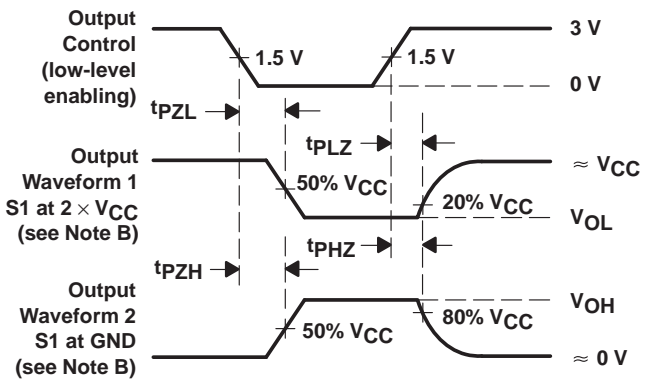 Output
Control
(low-level
enabling)
3 V
1.5 V
1.5 V
0 V
tPZL
tPLZ
Output
Waveform 1
S1 at 2 × VCC
(see Note B)
≈ VCC
50% VCC
20% VCC
VOL
tPZH
tPHZ
Output
Waveform 2
S1 at GND
(see Note B)
VOH
50% VCC
80% VCC
≈ 0 V